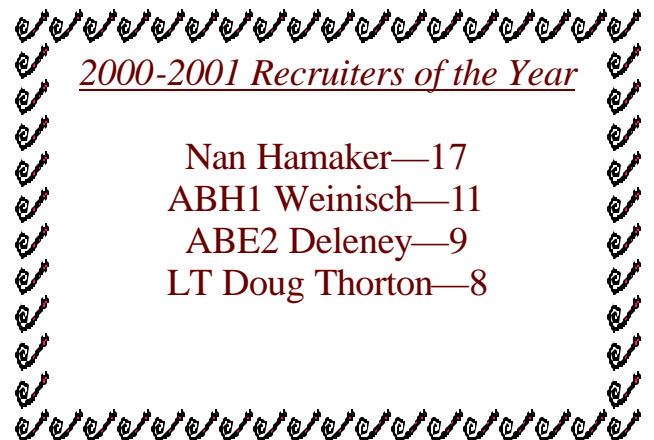 2000-2001 Recruiters of the Year
Nan Hamaker—17
ABH1 Weinisch—11
ABE2 Deleney—9
LT Doug Thorton—8